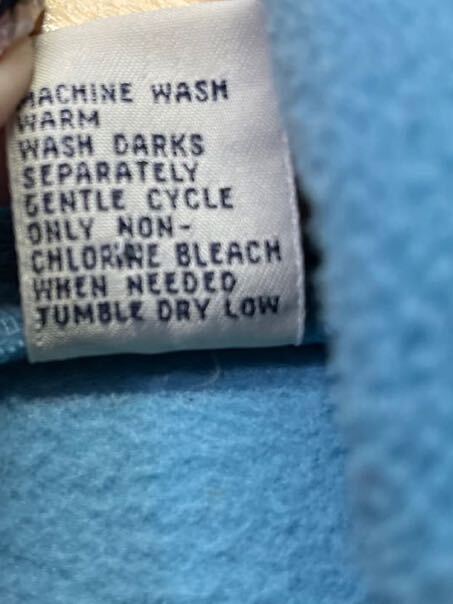 MACHINE WASH
WARM
WASH DARKS
SEPARATELY
GENTLE CYCLE
ONLY NON-
CHLORINE BLEACH
WHEN NEEDED
TUMBLE DRY LOW